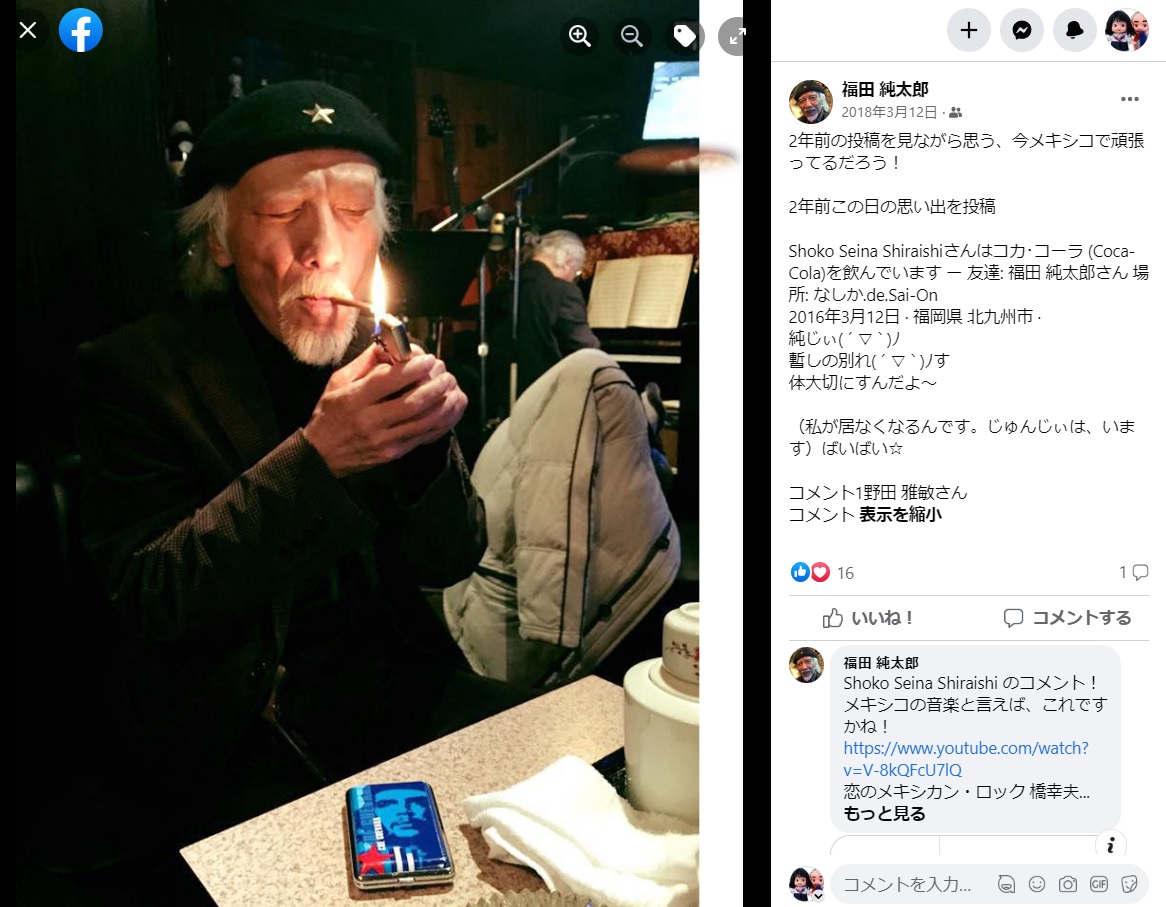 福田 純太郎
2018年3月12日 ·
2年前の投稿を見ながら思う、今メキシコで頑張
ってるだろう！
2年前この日の思い出を投稿
Shoko Seina Shiraishiさんはコカ･コーラ (Coca-
Cola)を飲んでいます ー 友達: 福田 純太郎さん 場
所: なしか.de.Sai-On
2016年3月12日 · 福岡県 北九州市 ·
純じぃ(´▽`)ﾉ
暫しの別れ(´▽`)ﾉす
体大切にすんだよ〜
（私が居なくなるんです。じゅんじぃは、いま
す）ばいばい☆
コメント1野田 雅敏さん
コメント 表示を縮小
16
1
いいね！
コメントする
福田 純太郎
Shoko Seina Shiraishi のコメント！
メキシコの音楽と言えば、これです
かね！
https://www.youtube.com/watch?
v=V-8kQFcU7lQ
恋のメキシカン・ロック 橋幸夫...
もっと見る
コメントを入力...
GIF
CHE GUEVARA